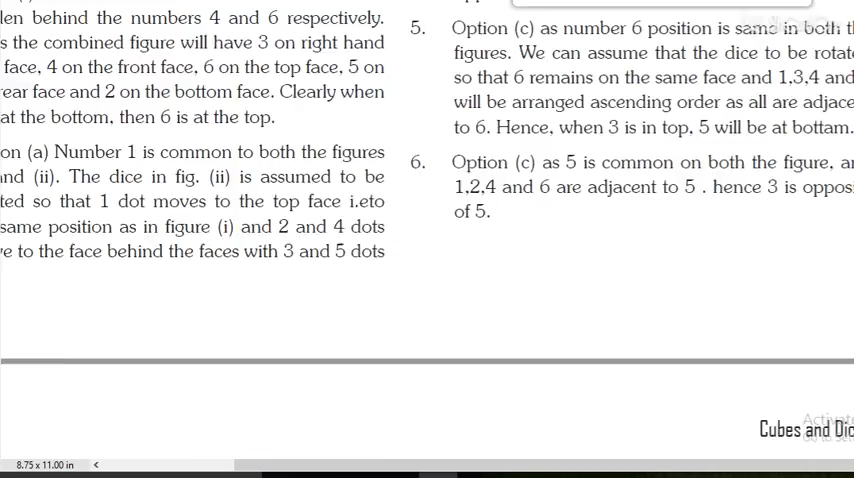 len behind the numbers 4 and 6 respectively.
s the combined figure will have 3 on right hand
face, 4 on the front face, 6 on the top face, 5 on
rear face and 2 on the bottom face. Clearly when
at the bottom, then 6 is at the top.
on (a) Number 1 is common to both the figures
and (ii). The dice in fig. (ii) is assumed to be
ted so that 1 dot moves to the top face i.eto
same position as in figure (i) and 2 and 4 dots
e to the face behind the faces with 3 and 5 dots
5. Option (c) as number 6 position is same in both th
figures. We can assume that the dice to be rotate
so that 6 remains on the same face and 1,3,4 and
will be arranged ascending order as all are adjace
to 6. Hence, when 3 is in top, 5 will be at bottam.
6. Option (c) as 5 is common on both the figure, an
1,2,4 and 6 are adjacent to 5 . hence 3 is opposi
of 5.
Activate
Cubes and Dic
8.75 x 11.00 in <